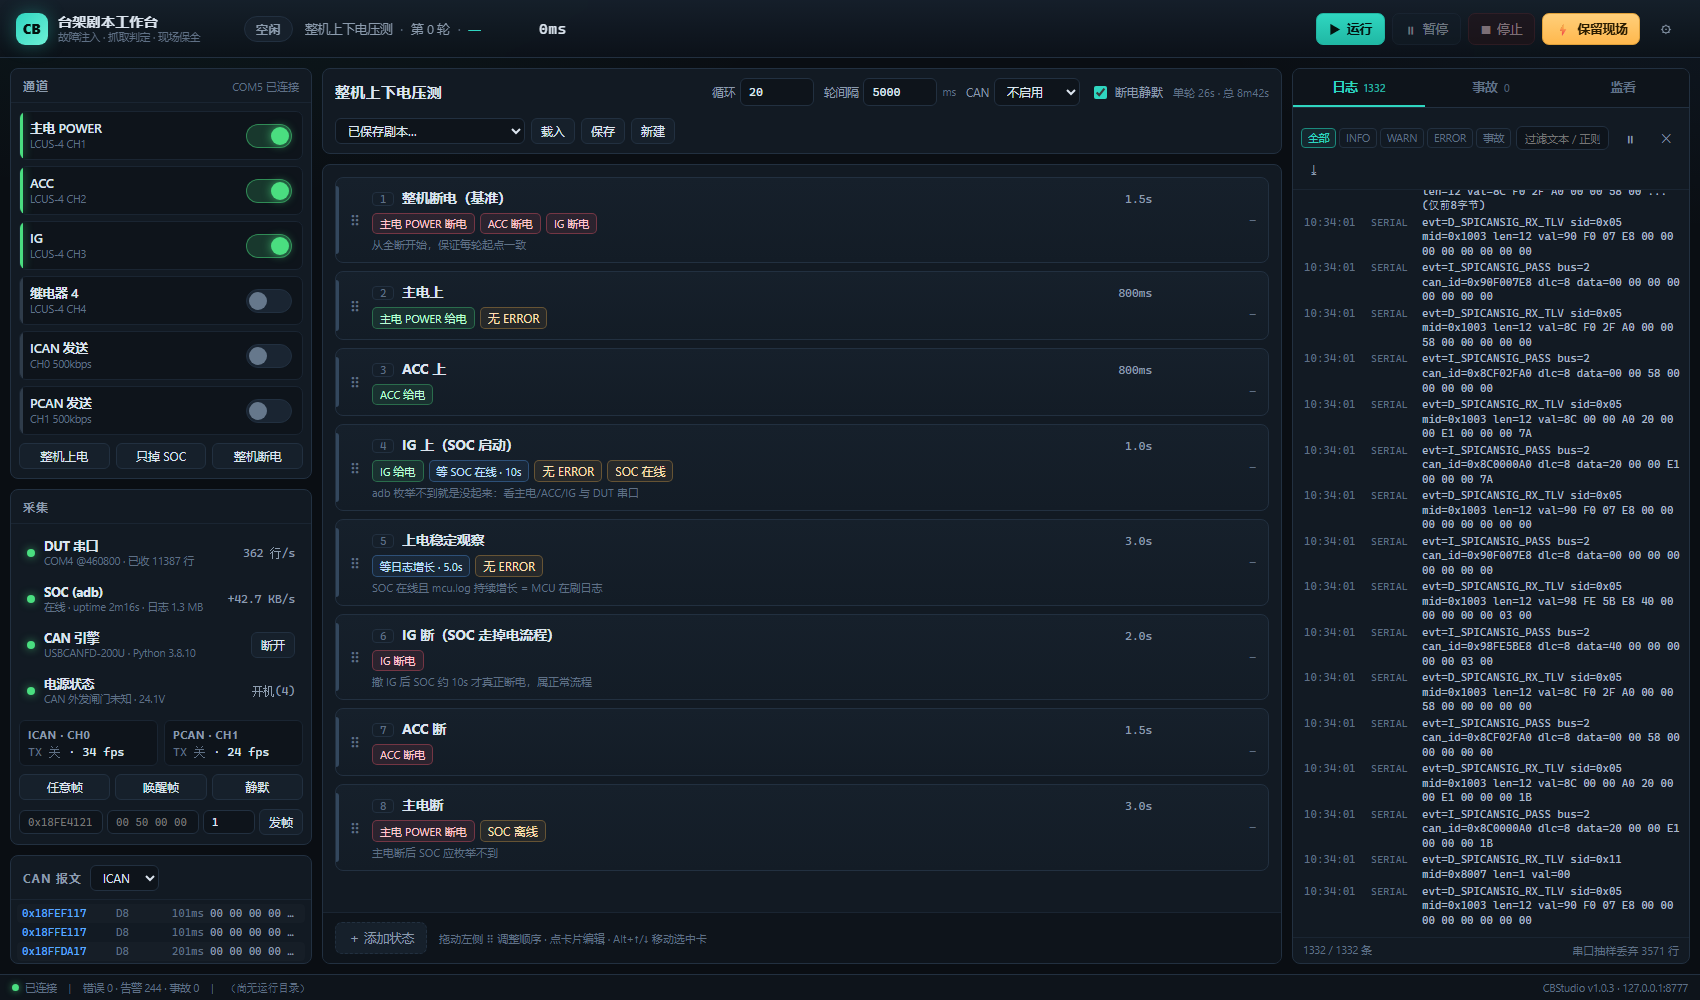 CB
台架剧本工作台
故障注入 · 抓取判定 · 现场保全
空闲
整机上下电压测 · 第 0 轮 · —
0ms
▶ 运行
⏸ 暂停
■ 停止
⚡ 保留现场
⚙
通道
COM5 已连接
主电 POWER
LCUS-4 CH1
ACC
LCUS-4 CH2
IG
LCUS-4 CH3
继电器 4
LCUS-4 CH4
ICAN 发送
CH0 500kbps
PCAN 发送
CH1 500kbps
整机上电
只掉 SOC
整机断电
采集
DUT 串口
COM4 @460800 · 已收 11387 行
362 行/s
SOC (adb)
在线 · uptime 2m16s · 日志 1.3 MB
+42.7 KB/s
CAN 引擎
USBCANFD-200U · Python 3.8.10
断开
电源状态
CAN 外发闸门未知 · 24.1V
开机(4)
ICAN · CH0
TX 关 · 34 fps
PCAN · CH1
TX 关 · 24 fps
任意帧
唤醒帧
静默
0x18FE4121
00 50 00 00
1
发帧
CAN 报文
ICAN
0x18FEF117 D8 101ms 00 00 00 00 …
0x18FFE117 D8 101ms 00 00 00 00 …
0x18FFDA17 D8 201ms 00 00 00 00 …
整机上下电压测
循环 20
轮间隔 5000 ms
CAN 不启用
断电静默
单轮 26s · 总 8m42s
已保存剧本...
载入
保存
新建
1 整机断电（基准）
1.5s
主电 POWER 断电
ACC 断电
IG 断电
从全断开始，保证每轮起点一致
—
2 主电上
800ms
主电 POWER 给电
无 ERROR
—
3 ACC 上
800ms
ACC 给电
—
4 IG 上（SOC 启动）
1.0s
IG 给电
等 SOC 在线 · 10s
无 ERROR
SOC 在线
adb 枚举不到就是没起来：看主电/ACC/IG 与 DUT 串口
—
5 上电稳定观察
3.0s
等日志增长 · 5.0s
无 ERROR
SOC 在线且 mcu.log 持续增长 = MCU 在刷日志
—
6 IG 断（SOC 走掉电流程）
2.0s
IG 断电
撤 IG 后 SOC 约 10s 才真正断电，属正常流程
—
7 ACC 断
1.5s
ACC 断电
—
8 主电断
3.0s
主电 POWER 断电
SOC 离线
主电断后 SOC 应枚举不到
—
+ 添加状态
拖动左侧 ⠿ 调整顺序 · 点卡片编辑 · Alt+↑/↓ 移动选中卡
日志 1332
事故 0
监看
全部
INFO
WARN
ERROR
事故
过滤文本 / 正则
len=12 val=8C F0 2F A0 00 00 58 00 ...
(仅前8字节)
10:34:01 SERIAL evt=D_SPICANSIG_RX_TLV sid=0x05
mid=0x1003 len=12 val=90 F0 07 E8 00 00
00 00 00 00 00 00
10:34:01 SERIAL evt=I_SPICANSIG_PASS bus=2
can_id=0x90F007E8 dlc=8 data=00 00 00 00
00 00 00 00
10:34:01 SERIAL evt=D_SPICANSIG_RX_TLV sid=0x05
mid=0x1003 len=12 val=8C F0 2F A0 00 00
58 00 00 00 00 00
10:34:01 SERIAL evt=I_SPICANSIG_PASS bus=2
can_id=0x8CF02FA0 dlc=8 data=00 00 58 00
00 00 00 00
10:34:01 SERIAL evt=D_SPICANSIG_RX_TLV sid=0x05
mid=0x1003 len=12 val=8C 00 00 A0 20 00
00 E1 00 00 00 7A
10:34:01 SERIAL evt=I_SPICANSIG_PASS bus=2
can_id=0x8C0000A0 dlc=8 data=20 00 00 E1
00 00 00 7A
10:34:01 SERIAL evt=D_SPICANSIG_RX_TLV sid=0x05
mid=0x1003 len=12 val=90 F0 07 E8 00 00
00 00 00 00 00 00
10:34:01 SERIAL evt=I_SPICANSIG_PASS bus=2
can_id=0x90F007E8 dlc=8 data=00 00 00 00
00 00 00 00
10:34:01 SERIAL evt=D_SPICANSIG_RX_TLV sid=0x05
mid=0x1003 len=12 val=98 FE 5B E8 40 00
00 00 00 00 03 00
10:34:01 SERIAL evt=I_SPICANSIG_PASS bus=2
can_id=0x98FE5BE8 dlc=8 data=40 00 00 00
00 00 03 00
10:34:01 SERIAL evt=D_SPICANSIG_RX_TLV sid=0x05
mid=0x1003 len=12 val=8C F0 2F A0 00 00
58 00 00 00 00 00
10:34:01 SERIAL evt=I_SPICANSIG_PASS bus=2
can_id=0x8CF02FA0 dlc=8 data=00 00 58 00
00 00 00 00
10:34:01 SERIAL evt=D_SPICANSIG_RX_TLV sid=0x05
mid=0x1003 len=12 val=8C 00 00 A0 20 00
00 E1 00 00 00 1B
10:34:01 SERIAL evt=I_SPICANSIG_PASS bus=2
can_id=0x8C0000A0 dlc=8 data=20 00 00 E1
00 00 00 1B
10:34:01 SERIAL evt=D_SPICANSIG_RX_TLV sid=0x11
mid=0x8007 len=1 val=00
10:34:01 SERIAL evt=D_SPICANSIG_RX_TLV sid=0x05
mid=0x1003 len=12 val=90 F0 07 E8 00 00
00 00 00 00 00 00
1332 / 1332 条
串口抽样丢弃 3571 行
已连接 | 错误 0 · 告警 244 · 事故 0 | （尚无运行目录）
CBStudio v1.0.3 · 127.0.0.1:8777